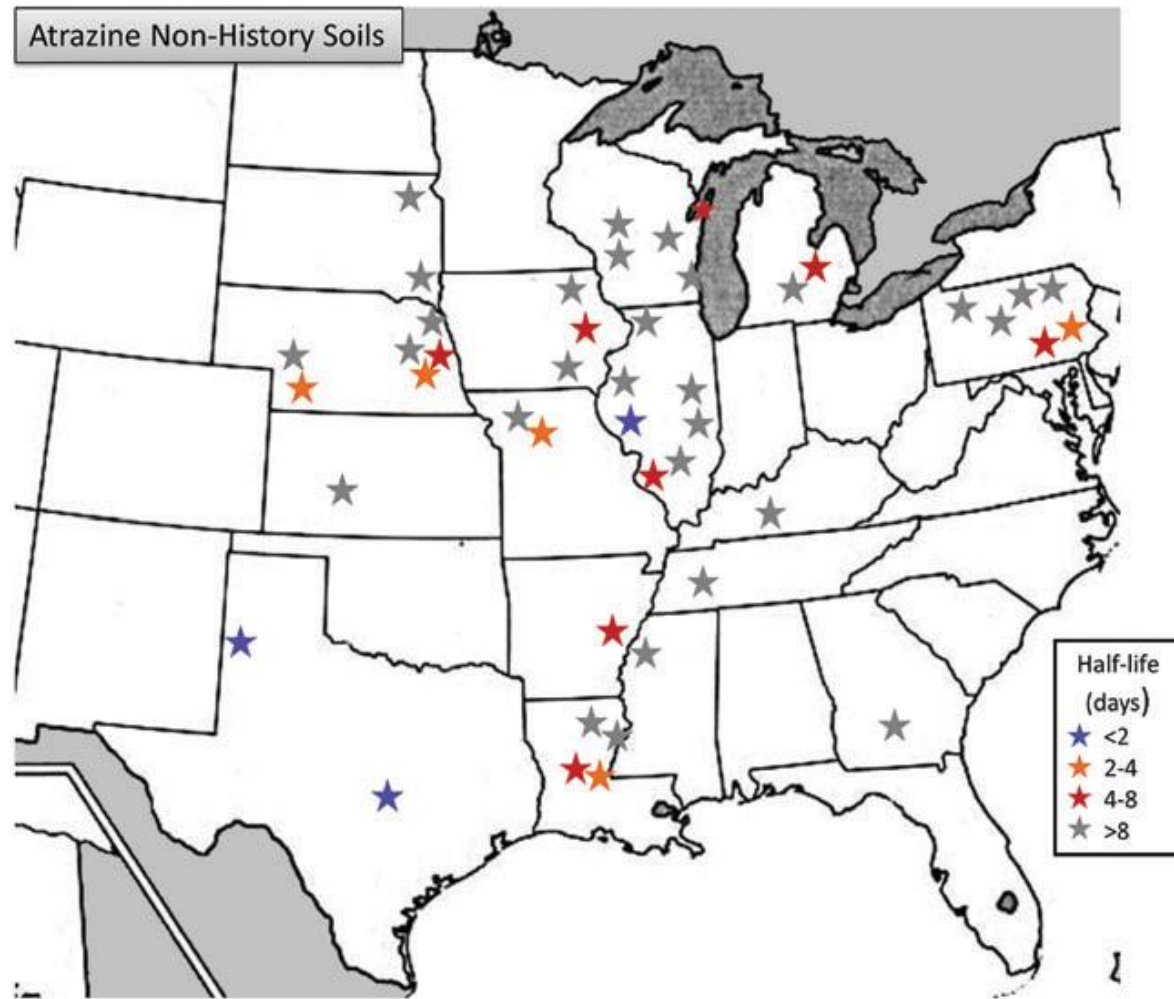 Atrazine Non-History Soils
Half-life
(days)
<2
2-4
4-8
>8